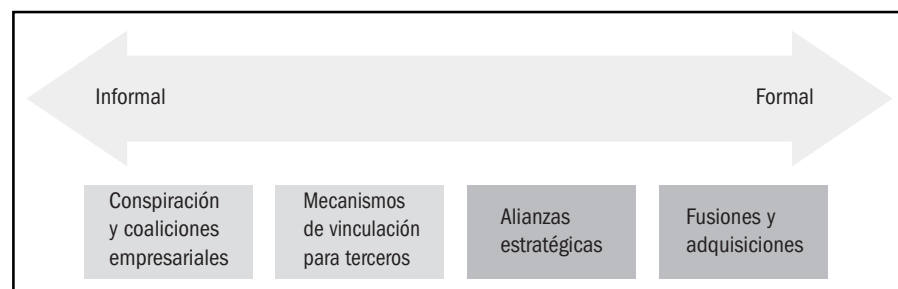 Informal
Formal
Conspiración
y coaliciones
empresariales
Mecanismos
de vinculación
para terceros
Alianzas
estratégicas
Fusiones y
adquisiciones